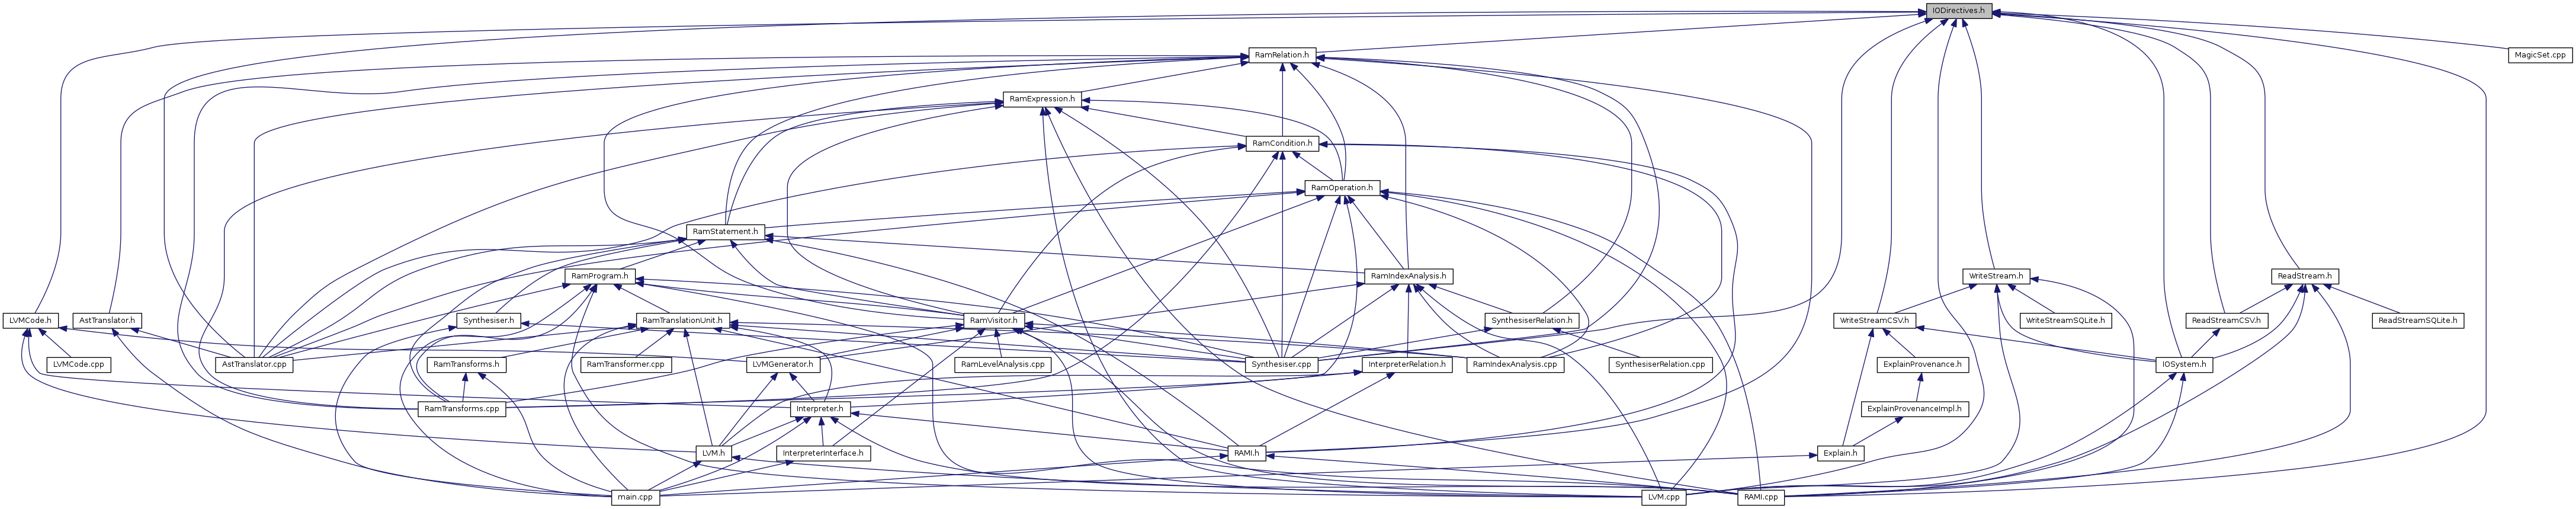 IODirectives.h
RamRelation.h
MagicSet.cpp
RamExpression.h
RamCondition.h
RamOperation.h
RamStatement.h
RamProgram.h
RamIndexAnalysis.h
WriteStream.h
ReadStream.h
LVMCode.h
AstTranslator.h
Synthesiser.h
RamTranslationUnit.h
RamVisitor.h
SynthesiserRelation.h
WriteStreamCSV.h
WriteStreamSQLite.h
ReadStreamCSV.h
ReadStreamSQLite.h
LVMCode.cpp
AstTranslator.cpp
RamTransforms.h
RamTransformer.cpp
LVMGenerator.h
RamLevelAnalysis.cpp
Synthesiser.cpp
InterpreterRelation.h
RamIndexAnalysis.cpp
SynthesiserRelation.cpp
ExplainProvenance.h
IOSystem.h
RamTransforms.cpp
Interpreter.h
ExplainProvenanceImpl.h
LVM.h
InterpreterInterface.h
RAMI.h
Explain.h
main.cpp
LVM.cpp
RAMI.cpp